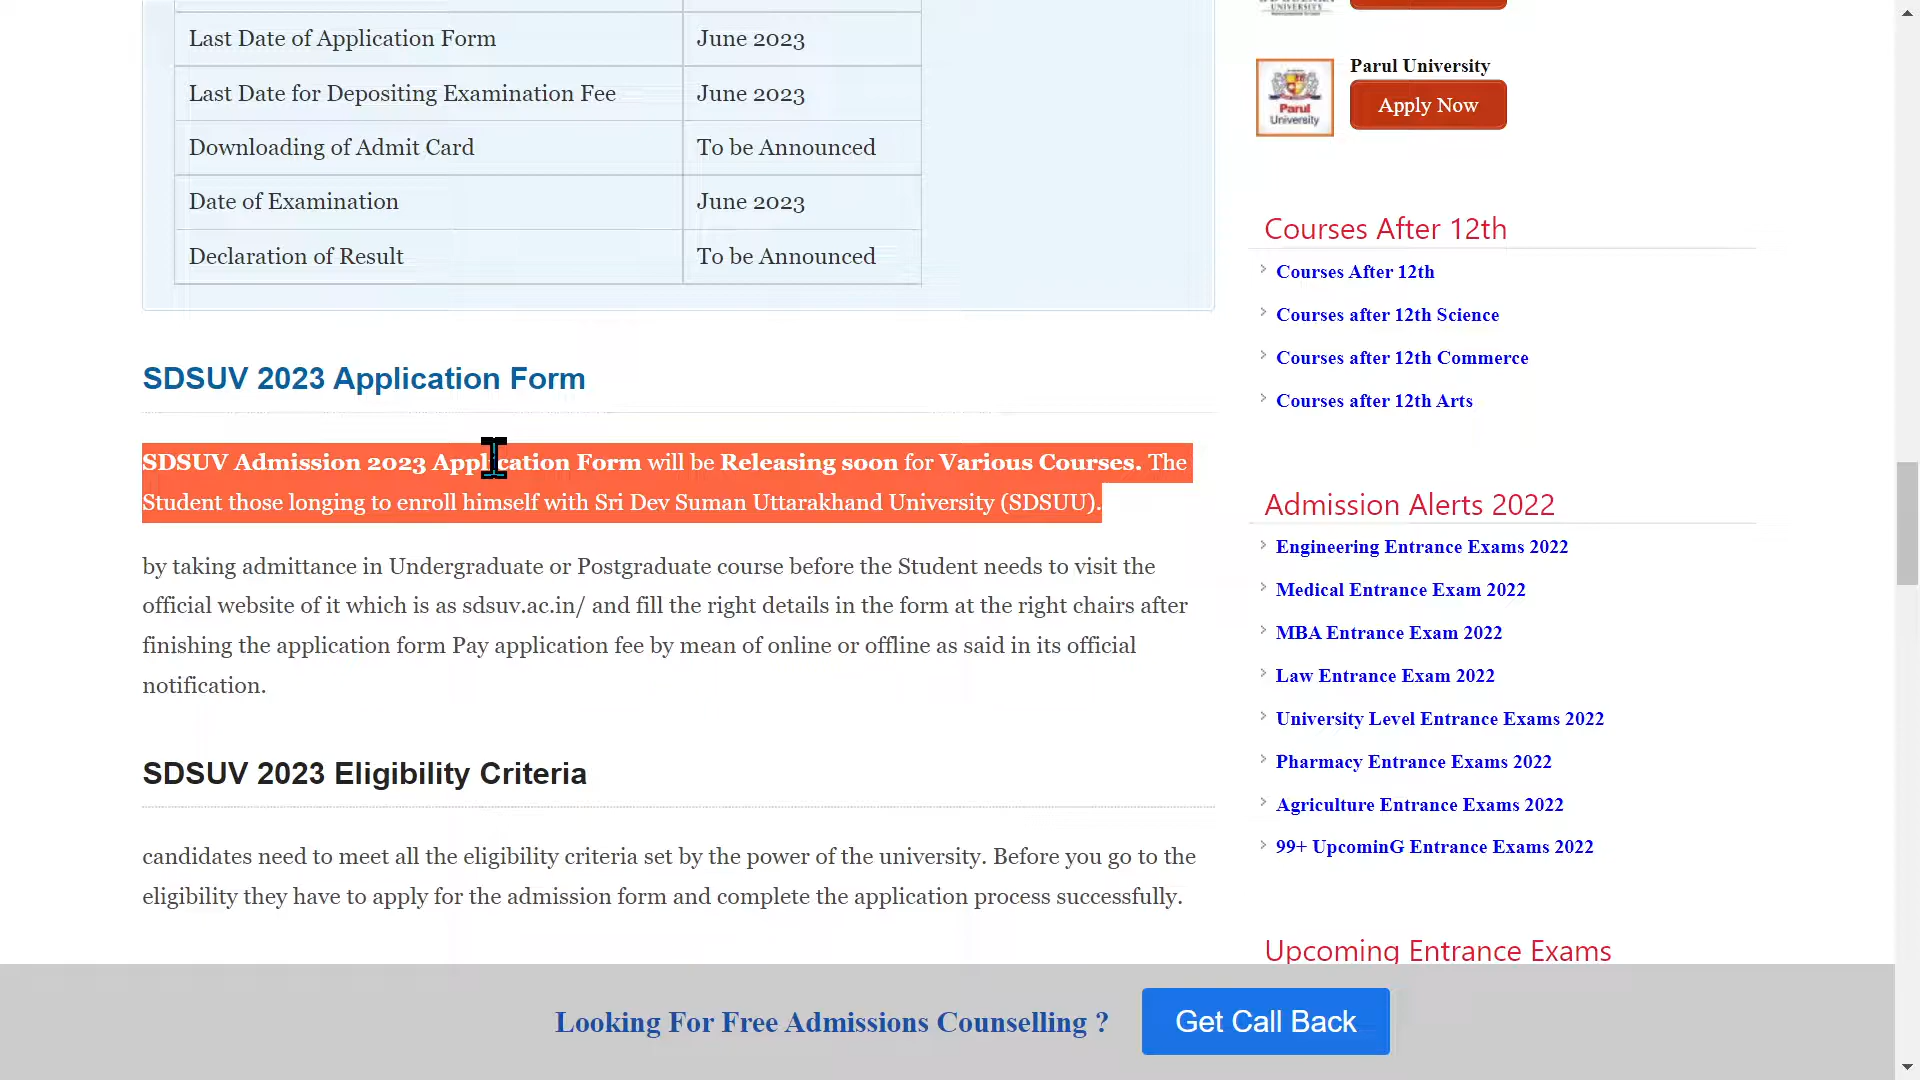 Last Date of Application Form June 2023
Last Date for Depositing Examination Fee June 2023
Downloading of Admit Card To be Announced
Date of Examination June 2023
Declaration of Result To be Announced
SDSUV 2023 Application Form
SDSUV Admission 2023 Application Form will be Releasing soon for Various Courses. The
Student those longing to enroll himself with Sri Dev Suman Uttarakhand University (SDSUU).
by taking admittance in Undergraduate or Postgraduate course before the Student needs to visit the
official website of it which is as sdsuv.ac.in/ and fill the right details in the form at the right chairs after
finishing the application form Pay application fee by mean of online or offline as said in its official
notification.
SDSUV 2023 Eligibility Criteria
candidates need to meet all the eligibility criteria set by the power of the university. Before you go to the
eligibility they have to apply for the admission form and complete the application process successfully.
UNIVERSITY
Parul University
Parul
University
Apply Now
Courses After 12th
Courses After 12th
Courses after 12th Science
Courses after 12th Commerce
Courses after 12th Arts
Admission Alerts 2022
Engineering Entrance Exams 2022
Medical Entrance Exam 2022
MBA Entrance Exam 2022
Law Entrance Exam 2022
University Level Entrance Exams 2022
Pharmacy Entrance Exams 2022
Agriculture Entrance Exams 2022
99+ UpcominG Entrance Exams 2022
Upcoming Entrance Exams
Looking For Free Admissions Counselling ? Get Call Back